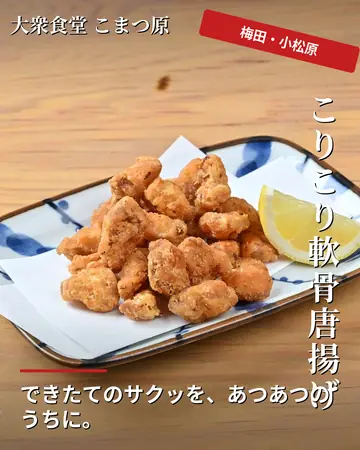 大衆食堂 こまつ原
梅田・小松原
こりこり軟骨唐揚げ
できたてのサクッを、あつあつの
うちに。